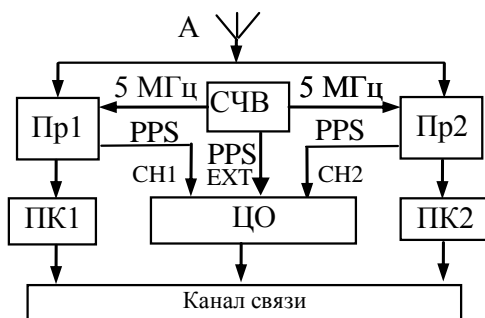 А
5 МГц
СЧВ
5 МГц
Пр1
PPS
PPS
EXT
PPS
Пр2
CH1
CH2
ПК1
ЦО
ПК2
Канал связи